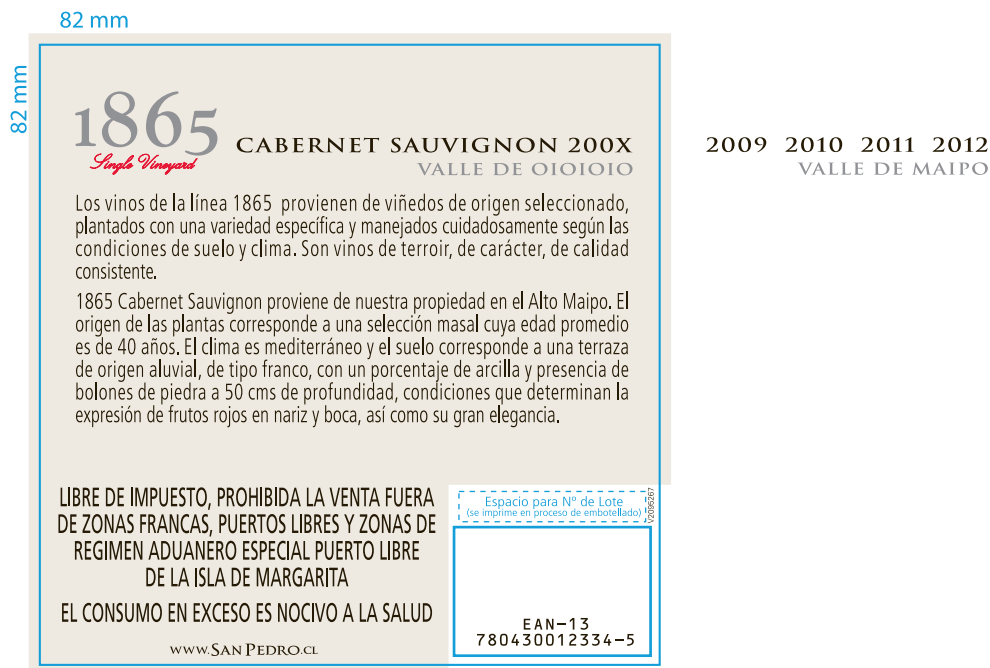 82 mm
82 mm
1865
Single Vineyard
CABERNET SAUVIGNON 200X
VALLE DE OIOIOIO
2009 2010 2011 2012
VALLE DE MAIPO
Los vinos de la línea 1865 provienen de viñedos de origen seleccionado,
plantados con una variedad específica y manejados cuidadosamente según las
condiciones de suelo y clima. Son vinos de terroir, de carácter, de calidad
consistente.
1865 Cabernet Sauvignon proviene de nuestra propiedad en el Alto Maipo. El
origen de las plantas corresponde a una selección masal cuya edad promedio
es de 40 años. El clima es mediterráneo y el suelo corresponde a una terraza
de origen aluvial, de tipo franco, con un porcentaje de arcilla y presencia de
bolones de piedra a 50 cms de profundidad, condiciones que determinan la
expresión de frutos rojos en nariz y boca, así como su gran elegancia.
LIBRE DE IMPUESTO, PROHIBIDA LA VENTA FUERA
DE ZONAS FRANCAS, PUERTOS LIBRES Y ZONAS DE
REGIMEN ADUANERO ESPECIAL PUERTO LIBRE
DE LA ISLA DE MARGARITA
EL CONSUMO EN EXCESO ES NOCIVO A LA SALUD
WWW.SAN PEDRO.CL
Espacio para Nº de Lote
(se imprime en proceso de embotellado)
V2095267
EAN-13
780430012334-5